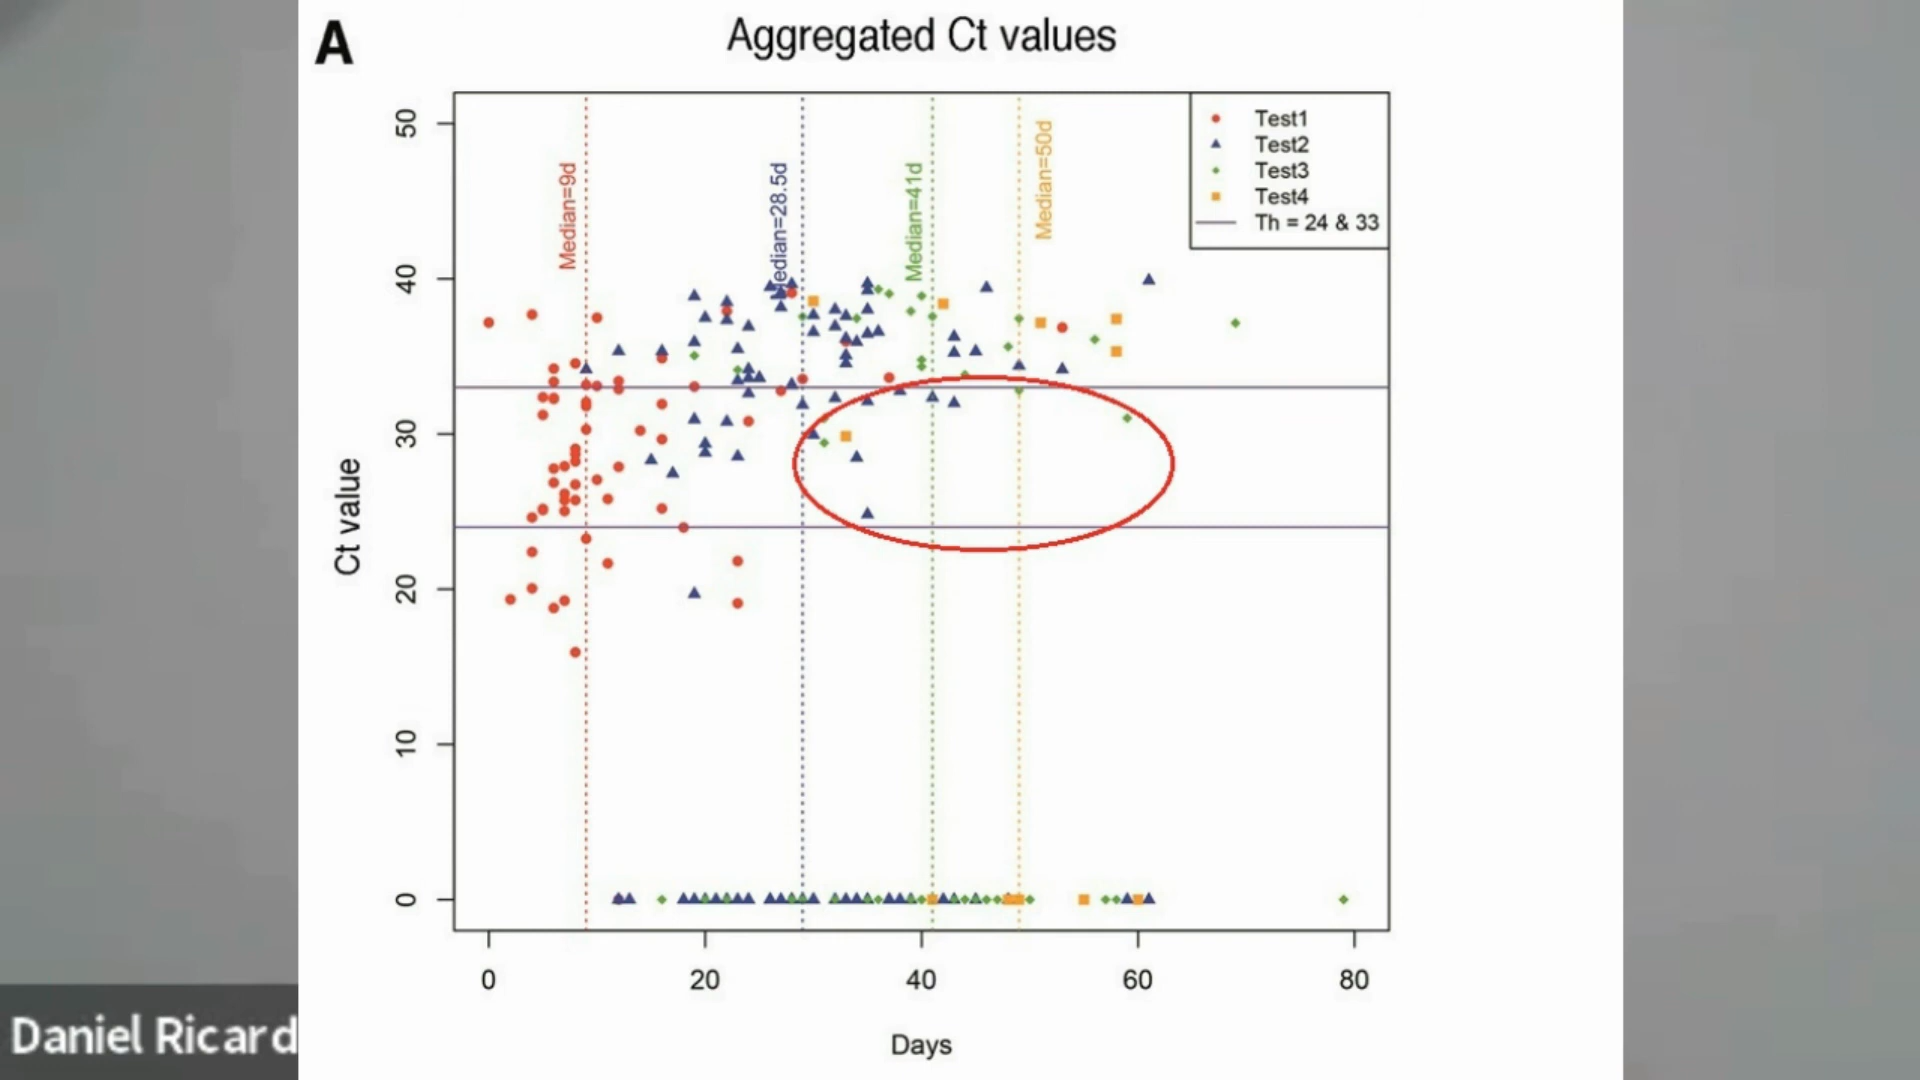 A
Aggregated Ct values
50
40
30
20
10
0
Ct value
Median=9d
edian=28.5d
Median=41d
Median=50d
Test1
Test2
Test3
Test4
Th = 24 & 33
0 20 40 60 80
Days
Daniel Ricard